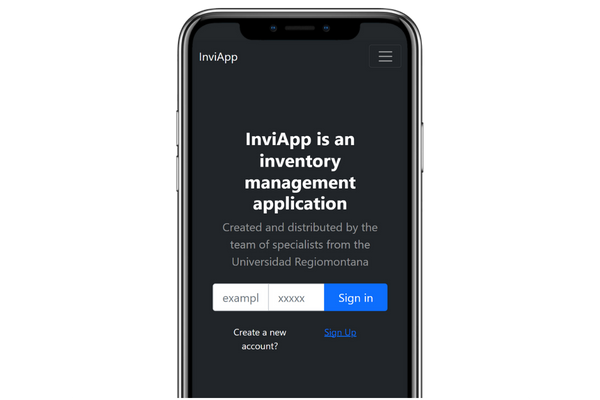 InviApp
InviApp is an
inventory
management
application
Created and distributed by the
team of specialists from the
Universidad Regiomontana
exampl xxxxx Sign in
Create a new Sign Up
account?